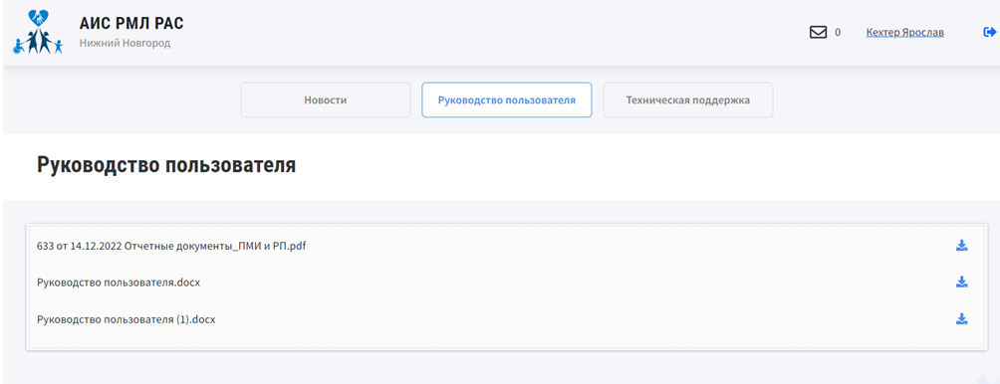 АИС РМЛ РАС
Нижний Новгород
0
Кехтер Ярослав
Новости
Руководство пользователя
Техническая поддержка
Руководство пользователя
633 от 14.12.2022 Отчетные документы_ПМИ и РП.pdf
Руководство пользователя.docx
Руководство пользователя (1).docx